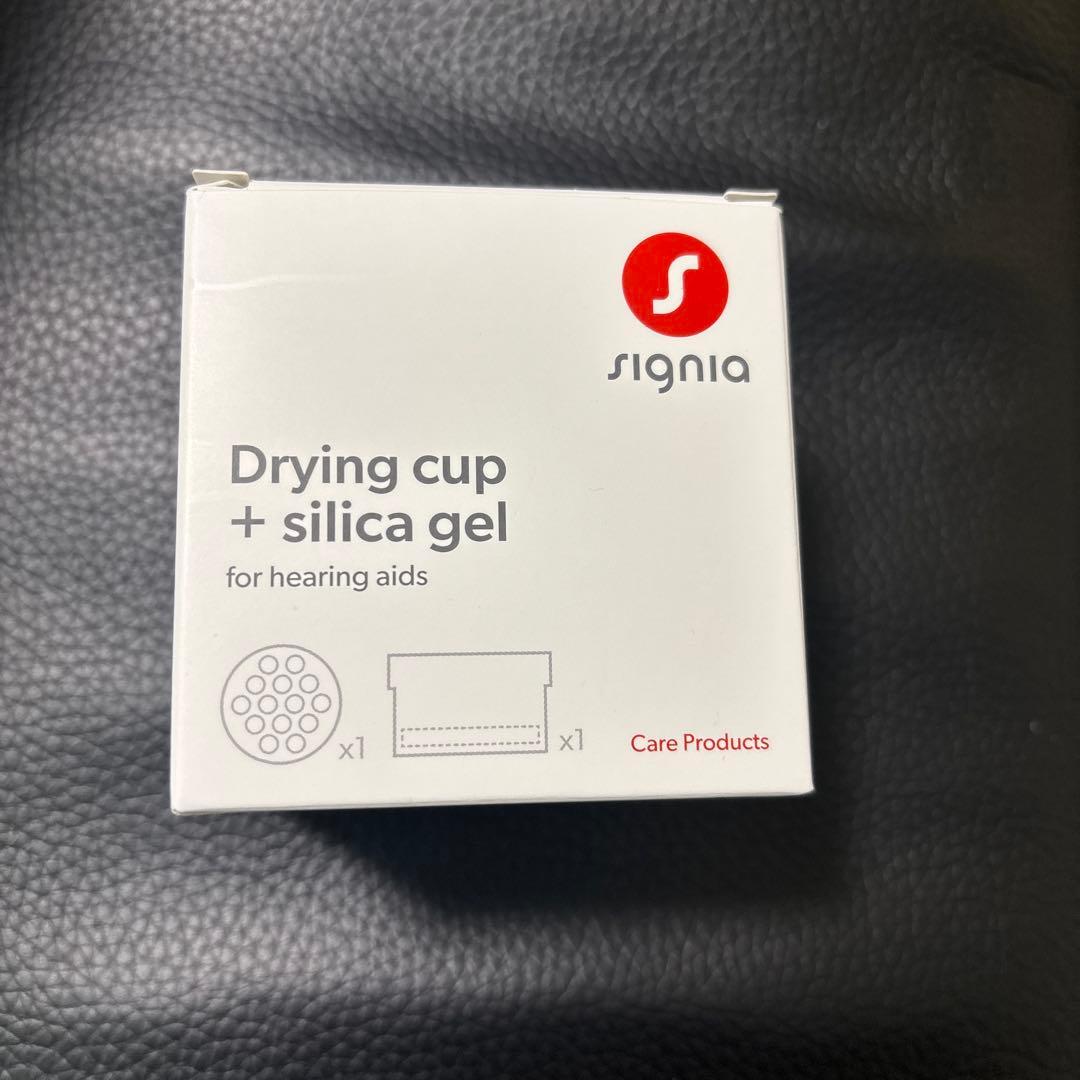 signia
Drying cup
+ silica gel
for hearing aids
x1
x1
Care Products